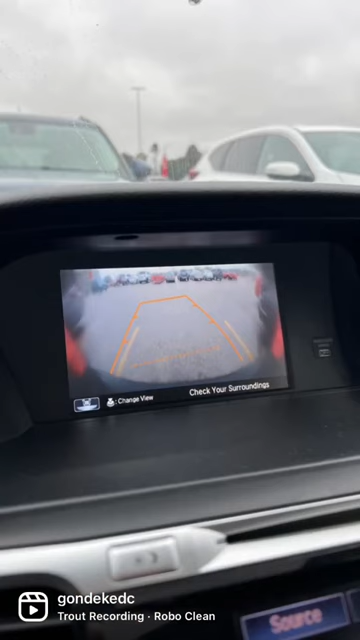 : Change View
Check Your Surroundings
gondekedc
Trout Recording · Robo Clean
Source